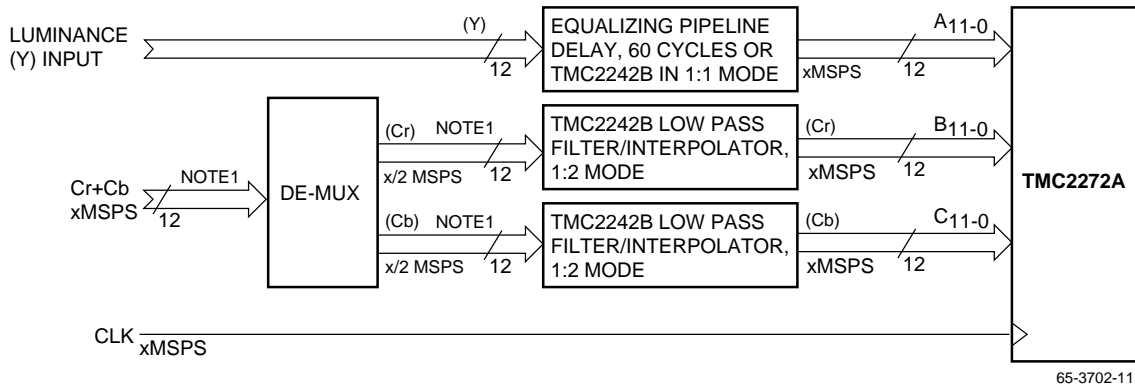 LUMINANCE
(Y) INPUT
(Y)
12
EQUALIZING PIPELINE
DELAY, 60 CYCLES OR
TMC2242B IN 1:1 MODE
A11-0
xMSPS
12
Cr+Cb
xMSPS
NOTE1
12
DE-MUX
(Cr)
NOTE1
x/2 MSPS
12
TMC2242B LOW PASS
FILTER/INTERPOLATOR,
1:2 MODE
(Cr)
xMSPS
B11-0
12
(Cb)
NOTE1
x/2 MSPS
12
TMC2242B LOW PASS
FILTER/INTERPOLATOR,
1:2 MODE
(Cb)
xMSPS
C11-0
12
TMC2272A
CLK
xMSPS
65-3702-11